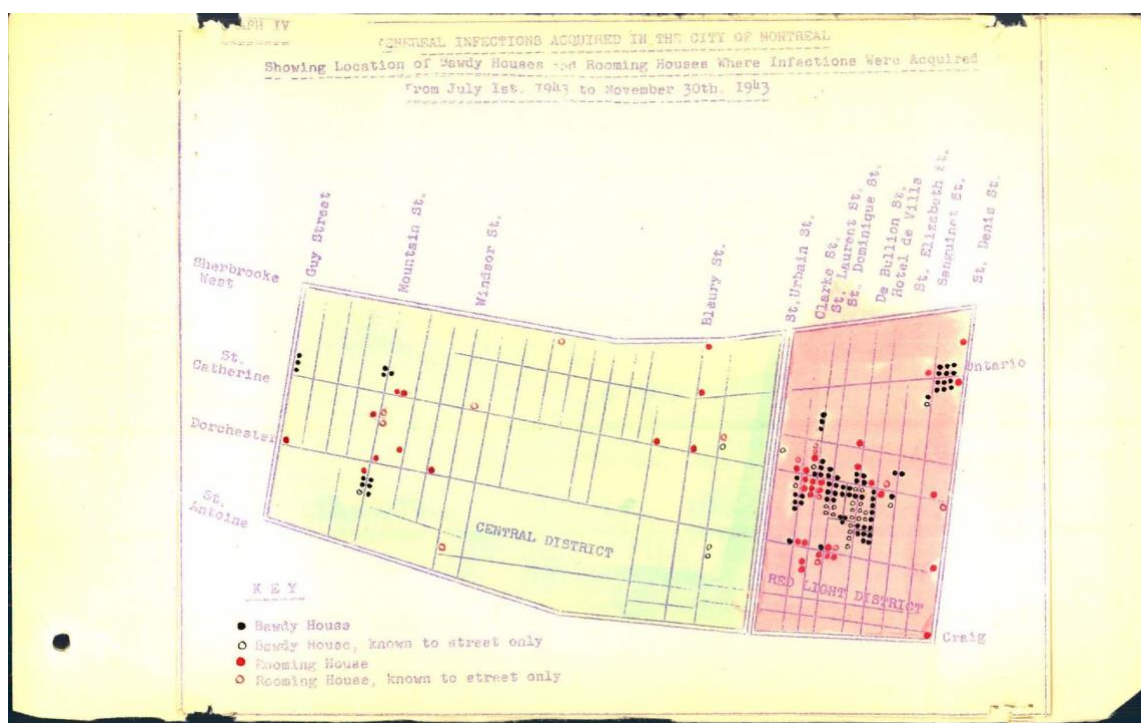 APH IV
VENEREAL INFECTIONS ACQUIRED IN THE CITY OF MONTREAL
Showing Location of Bawdy Houses and Rooming Houses Where Infections Were Acquired
From July 1st. 1943 to November 30th. 1943
Sherbrooke
West
Guy Street
Mountain St.
Windsor St.
Bleury St.
St.Urbain St.
Clarke St.
St. Laurent St.
St. Dominique St.
De Bullion St.
Hotel de Ville
St. Elizabeth St.
Sanguinet St.
St. Denis St.
St.
Catherine
Ontario
Dorchester
St.
Antoine
CENTRAL DISTRICT
RED LIGHT DISTRICT
Craig
K E Y
Bawdy House
Bawdy House, known to street only
Rooming House
Rooming House, known to street only